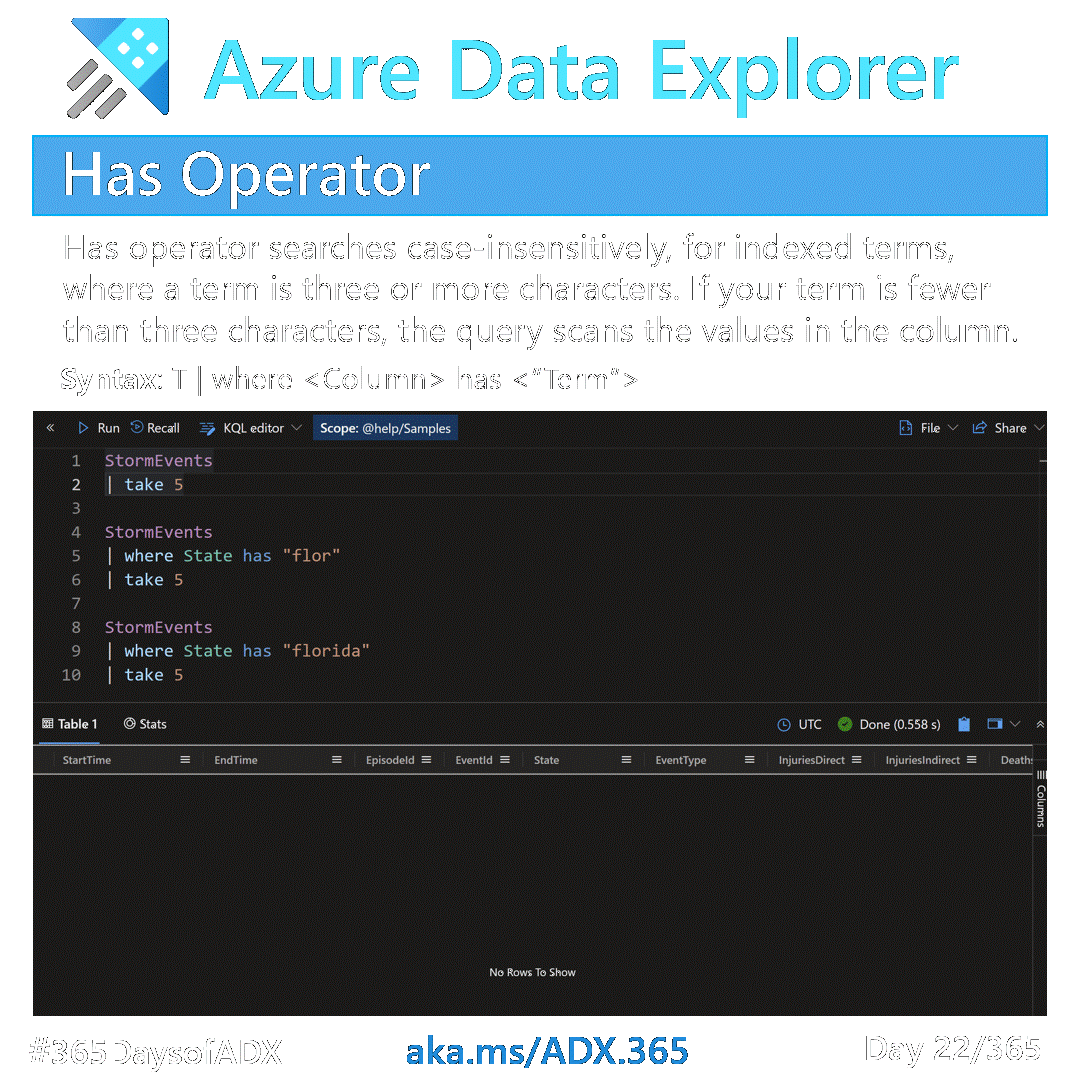 Azure Data Explorer
Has Operator
Has operator searches case-insensitively, for indexed terms,
where a term is three or more characters. If your term is fewer
than three characters, the query scans the values in the column.
Syntax: T | where <Column> has <"Term">
« Run Recall KQL editor Scope: @help/Samples File Share
1 StormEvents
2 | take 5
3
4 StormEvents
5 | where State has "flor"
6 | take 5
7
8 StormEvents
9 | where State has "florida"
10 | take 5
Table 1 Stats UTC Done (0.558 s)
StartTime EndTime EpisodeId EventId State EventType InjuriesDirect InjuriesIndirect Deaths
Columns
No Rows To Show
#365DaysofADX aka.ms/ADX.365 Day 22/365